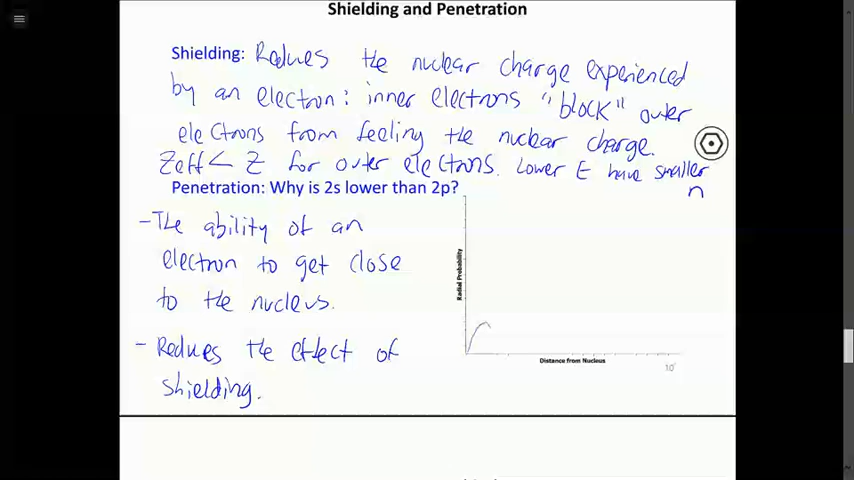 Shielding and Penetration
Shielding: Reduces the nuclear charge experienced
by an electron: inner electrons "block" outer
electrons from feeling the nuclear charge.
Zeff < Z for outer electrons. Lower E have smaller
n
Penetration: Why is 2s lower than 2p?
- The ability of an
electron to get close
to the nucleus.
- Reduces the effect of
shielding.
Radial Probability
Distance from Nucleus